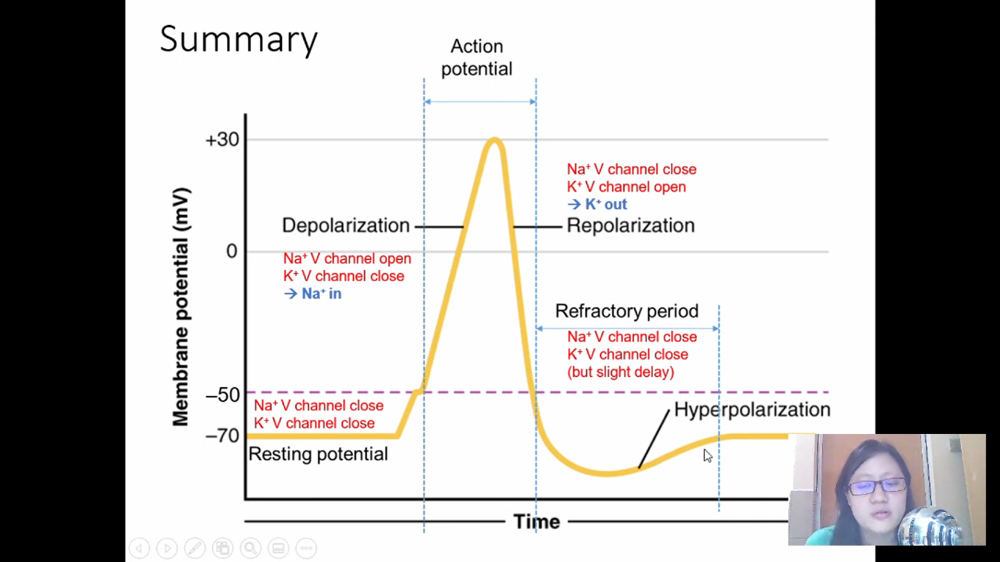 Summary
Action
potential
+30
Na⁺ V channel close
K⁺ V channel open
→ K⁺ out
Depolarization
Repolarization
0
Na⁺ V channel open
K⁺ V channel close
→ Na⁺ in
Membrane potential (mV)
Refractory period
Na⁺ V channel close
K⁺ V channel close
(but slight delay)
–50
Na⁺ V channel close
K⁺ V channel close
Hyperpolarization
–70
Resting potential
Time